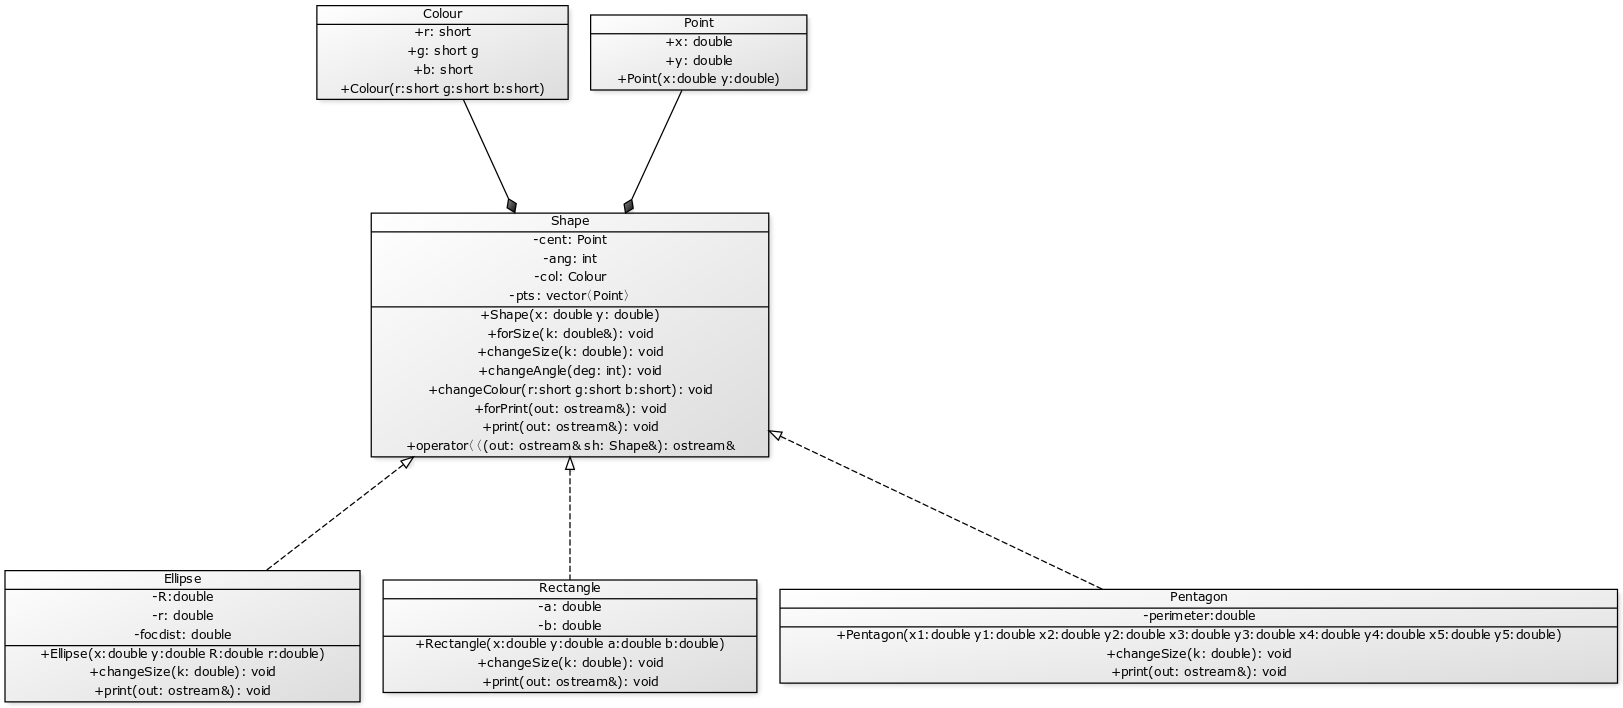 Colour
+r: short
+g: short g
+b: short
+Colour(r:short g:short b:short)
Point
+x: double
+y: double
+Point(x:double y:double)
Shape
-cent: Point
-ang: int
-col: Colour
-pts: vector〈Point〉
+Shape(x: double y: double)
+forSize(k: double&): void
+changeSize(k: double): void
+changeAngle(deg: int): void
+changeColour(r:short g:short b:short): void
+forPrint(out: ostream&): void
+print(out: ostream&): void
+operator〈〈(out: ostream& sh: Shape&): ostream&
Ellipse
-R:double
-r: double
-focdist: double
+Ellipse(x:double y:double R:double r:double)
+changeSize(k: double): void
+print(out: ostream&): void
Rectangle
-a: double
-b: double
+Rectangle(x:double y:double a:double b:double)
+changeSize(k: double): void
+print(out: ostream&): void
Pentagon
-perimeter:double
+Pentagon(x1:double y1:double x2:double y2:double x3:double y3:double x4:double y4:double x5:double y5:double)
+changeSize(k: double): void
+print(out: ostream&): void